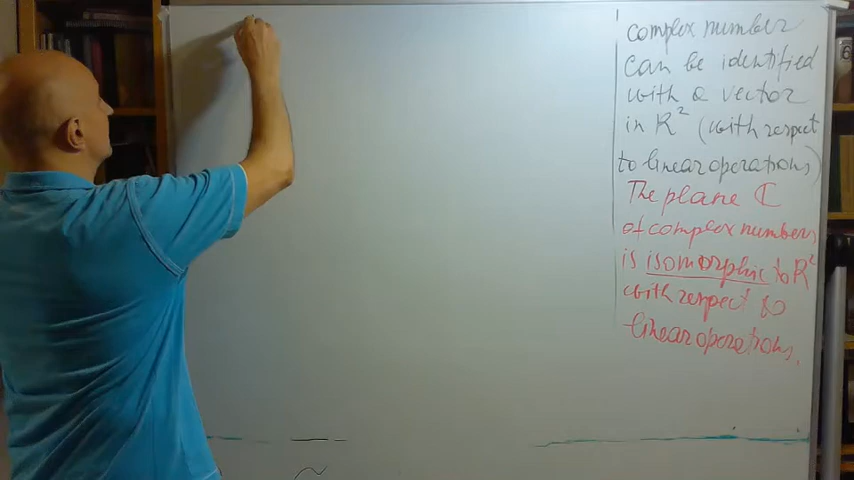 complex number
can be identified
with a vector
in ℝ² (with respect
to linear operations)
The plane ℂ
of complex numbers
is isomorphic to ℝ²
with respect to
linear operations.